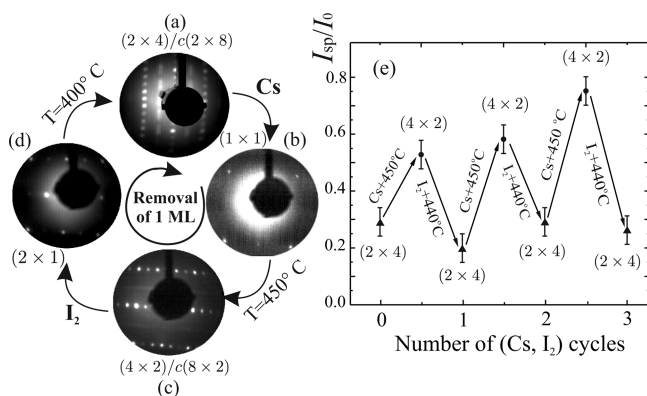 (a)
(2 × 4)/c(2 × 8)
T=400° C
Cs
(d)
(1 × 1)
(b)
Removal
of 1 ML
(2 × 1)
I₂
T=450° C
(4 × 2)/c(8 × 2)
(c)
I_sp/I_0
(e)
(4 × 2)
(4 × 2)
(4 × 2)
0.8
0.6
0.4
0.2
0.0
Cs+450°C
I₂+440°C
Cs+450°C
I₂+440°C
Cs+450 °C
I₂+440°C
(2 × 4)
(2 × 4)
(2 × 4)
(2 × 4)
0
1
2
3
Number of (Cs, I₂) cycles